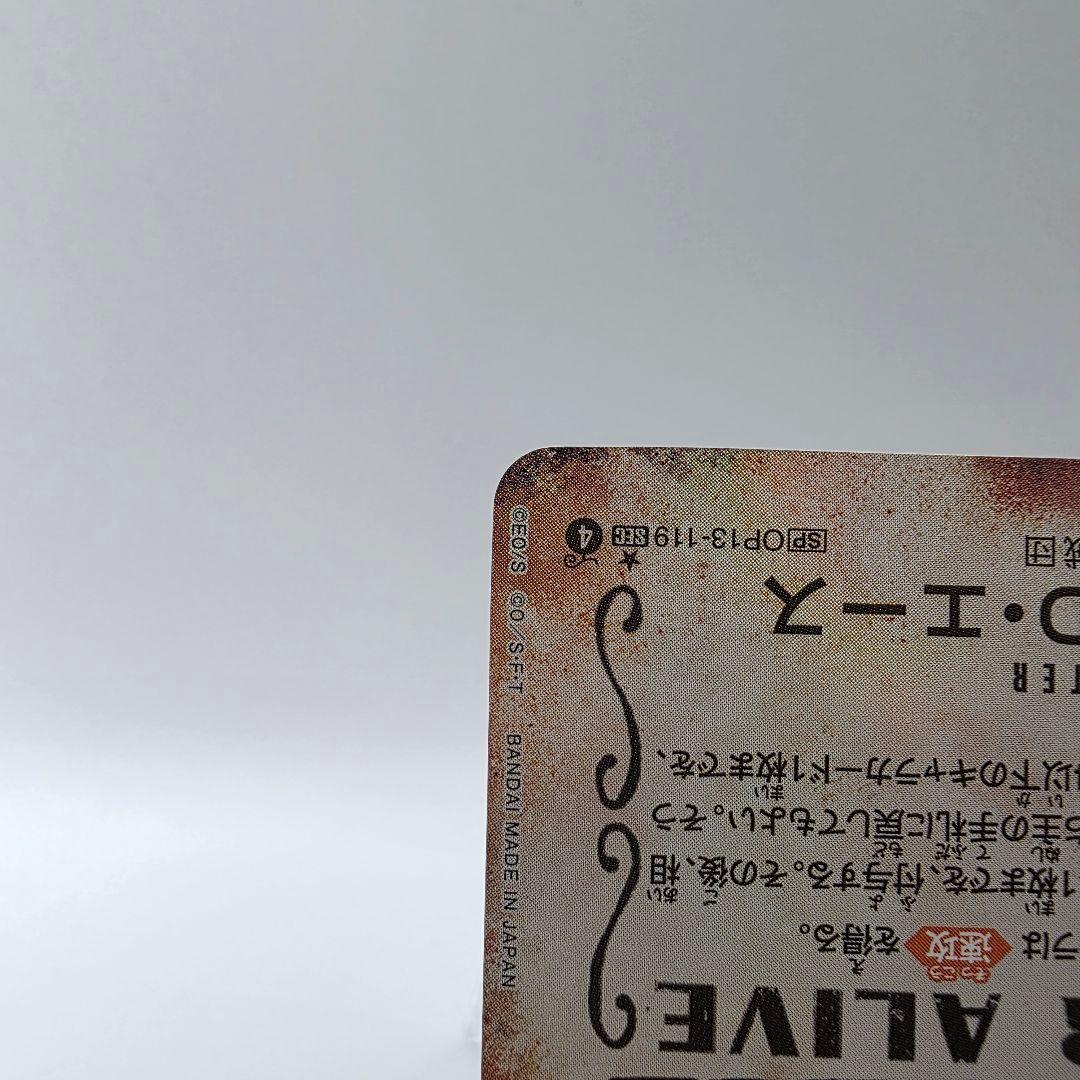 R ALIVE
ラは 速攻 を得る。
1枚までを、付与する。その後、相
ち主の手札に戻してもよい。そう
以下のキャラカード1枚までを、
TER
・エース
SP OP13-119 SEC 4
©EO/S ©O./S・F・T BANDAI MADE IN JAPAN